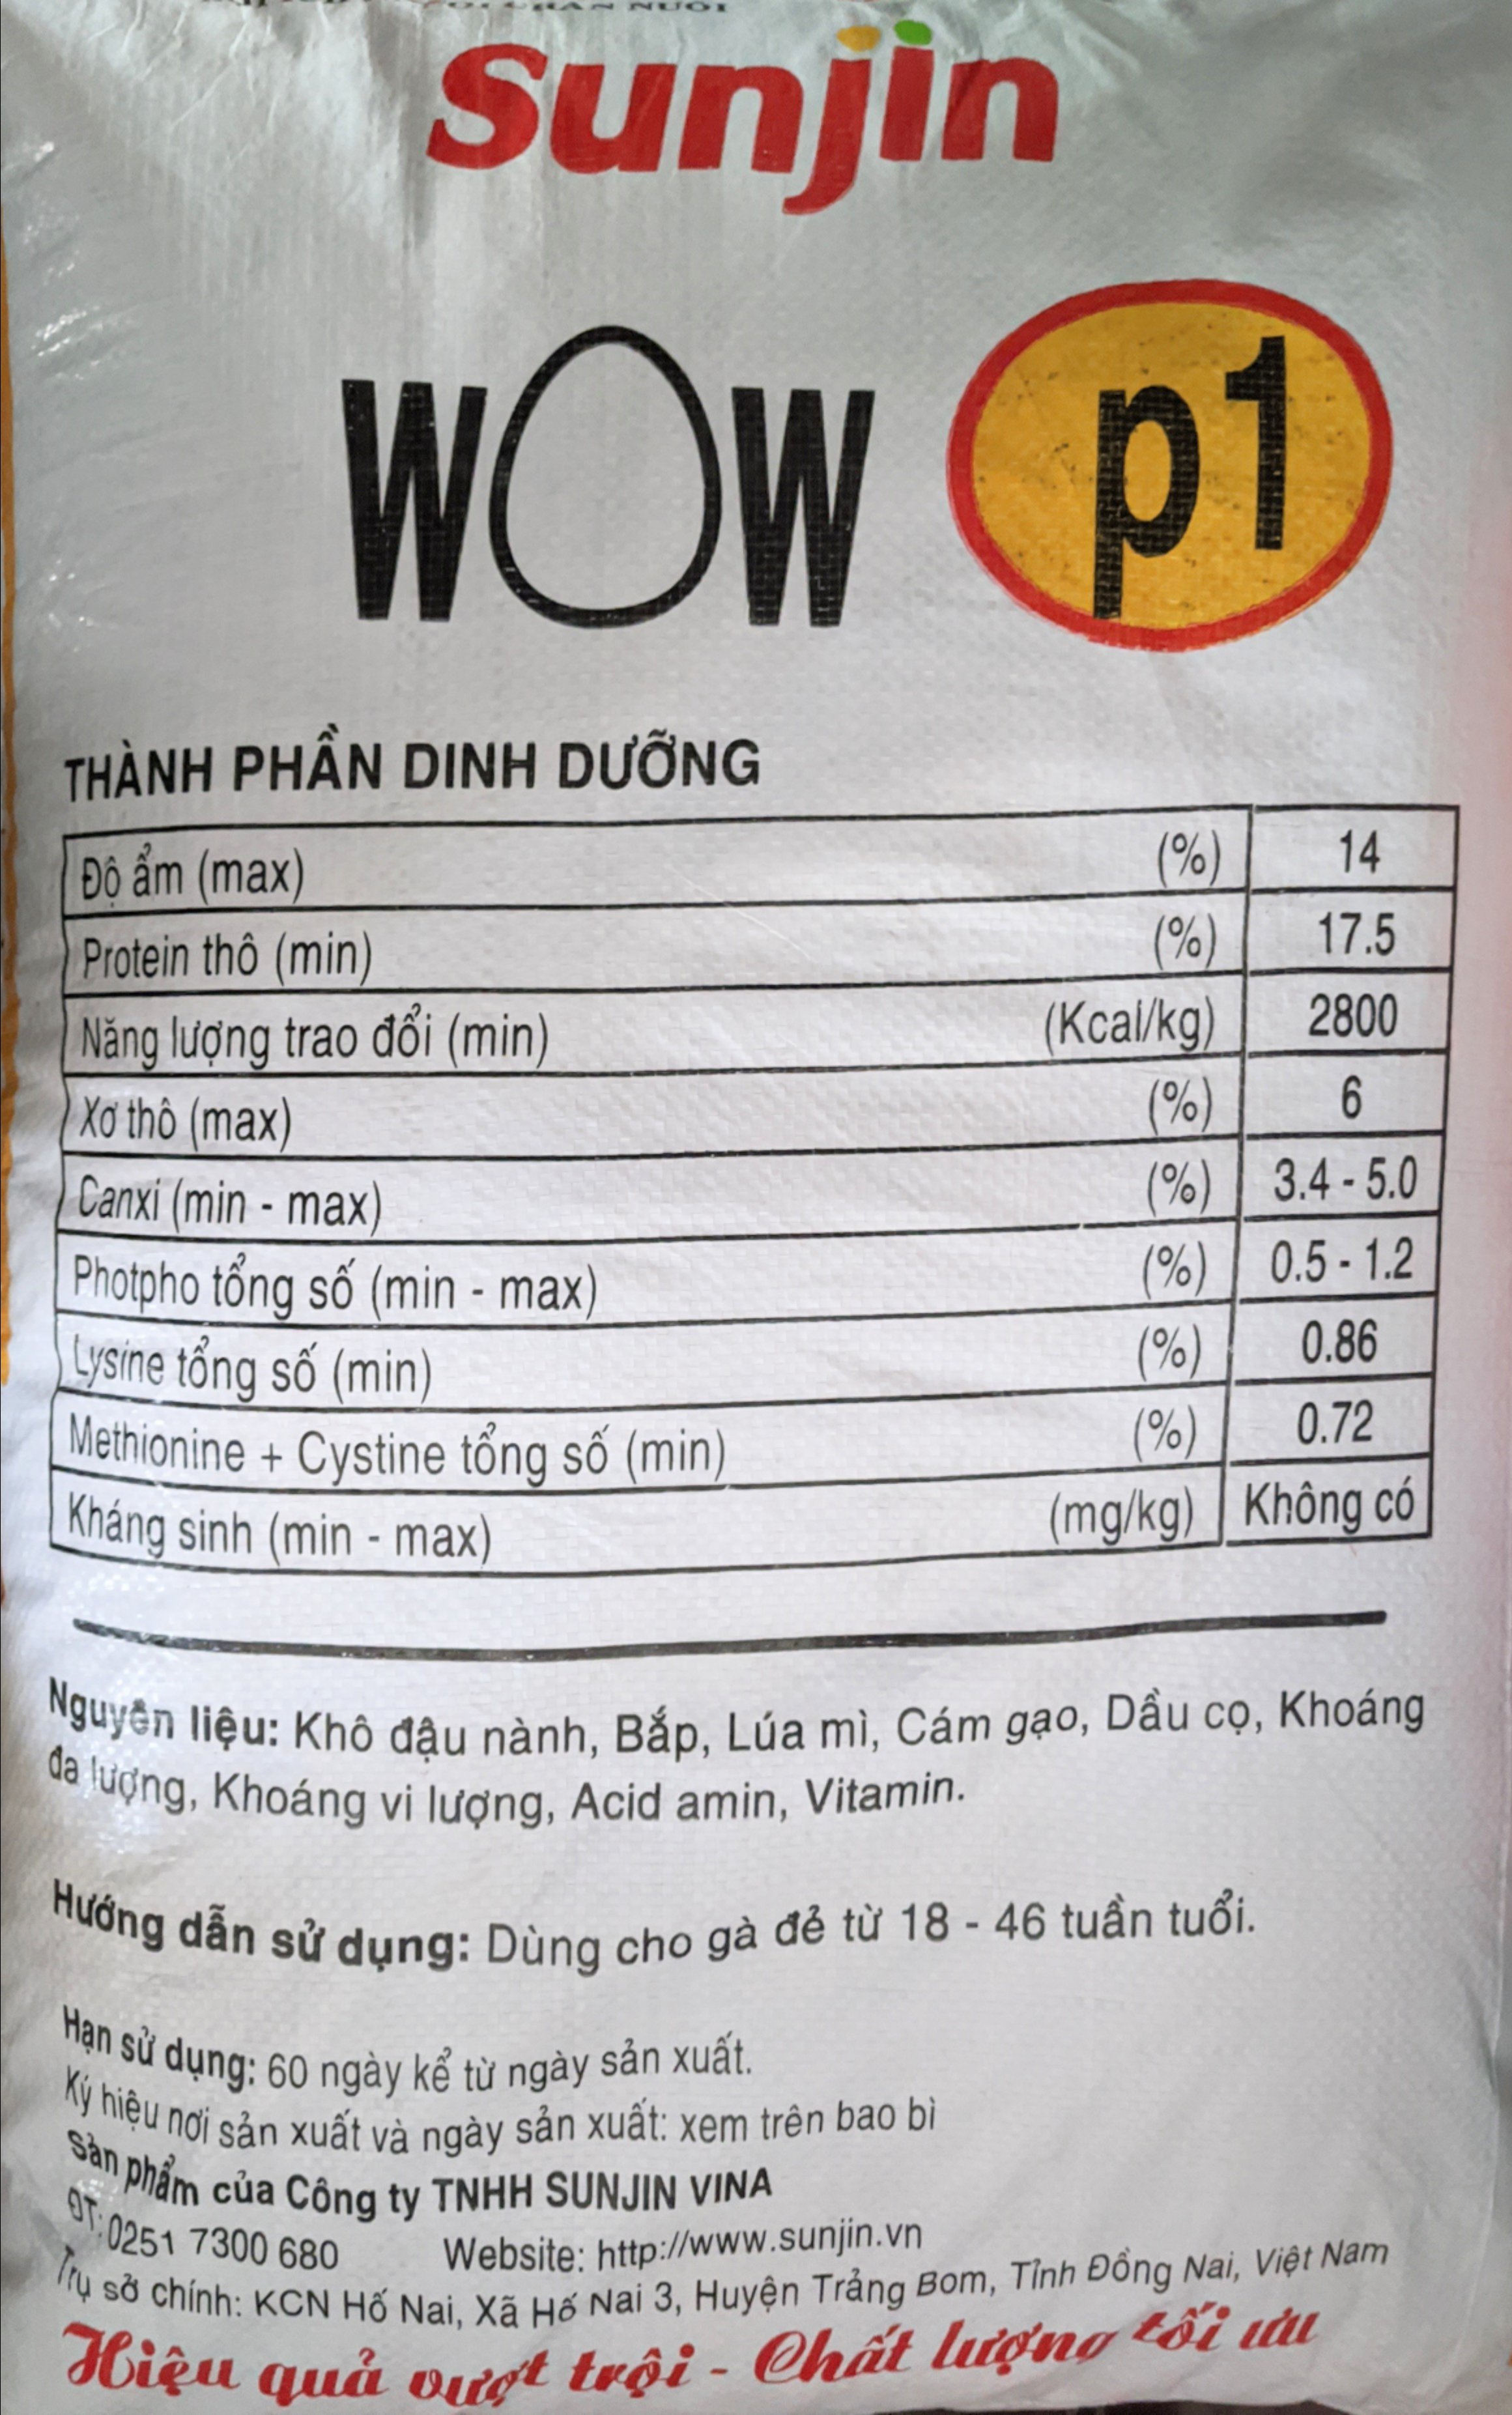 CHĂN NUÔI
Sunjin
WOW p1
THÀNH PHẦN DINH DƯỠNG
Độ ẩm (max) (%) 14
Protein thô (min) (%) 17.5
Năng lượng trao đổi (min) (Kcal/kg) 2800
Xơ thô (max) (%) 6
Canxi (min - max) (%) 3.4 - 5.0
Photpho tổng số (min - max) (%) 0.5 - 1.2
Lysine tổng số (min) (%) 0.86
Methionine + Cystine tổng số (min) (%) 0.72
Kháng sinh (min - max) (mg/kg) Không có
Nguyên liệu: Khô đậu nành, Bắp, Lúa mì, Cám gạo, Dầu cọ, Khoáng
đa lượng, Khoáng vi lượng, Acid amin, Vitamin.
Hướng dẫn sử dụng: Dùng cho gà đẻ từ 18 - 46 tuần tuổi.
Hạn sử dụng: 60 ngày kể từ ngày sản xuất.
Ký hiệu nơi sản xuất và ngày sản xuất: xem trên bao bì
Sản phẩm của Công ty TNHH SUNJIN VINA
ĐT: 0251 7300 680 Website: http://www.sunjin.vn
Trụ sở chính: KCN Hố Nai, Xã Hố Nai 3, Huyện Trảng Bom, Tỉnh Đồng Nai, Việt Nam
Hiệu quả vượt trội - Chất lượng tối ưu